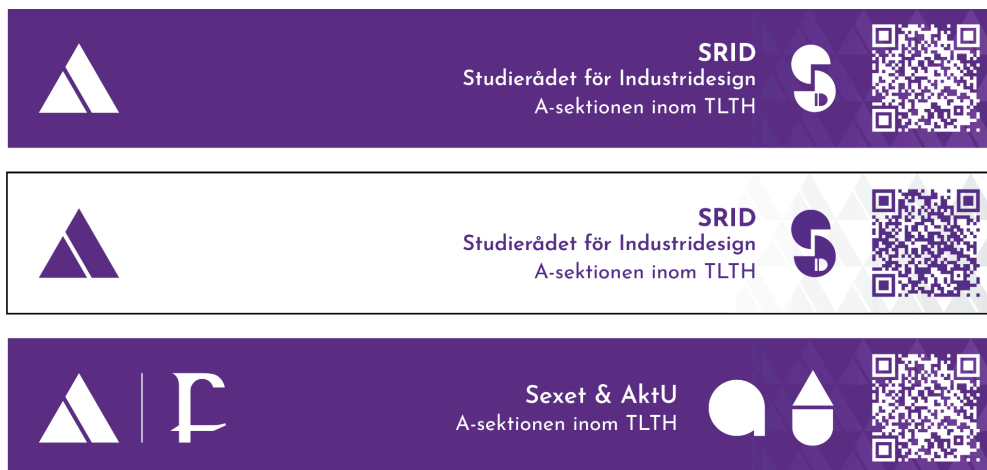 SRID
Studierådet för Industridesign
A-sektionen inom TLTH
SRID
Studierådet för Industridesign
A-sektionen inom TLTH
Sexet & AktU
A-sektionen inom TLTH